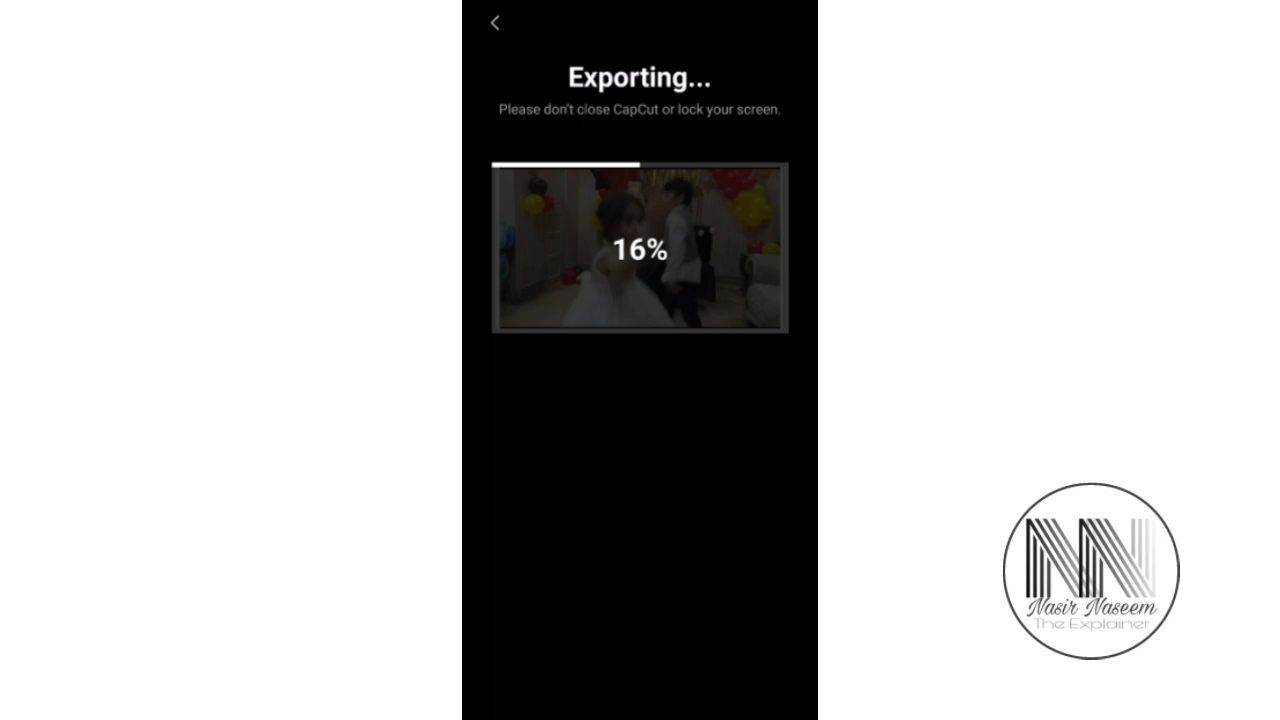 Exporting...
Please don't close CapCut or lock your screen.
16%
Nasir Naseem
The Explainer